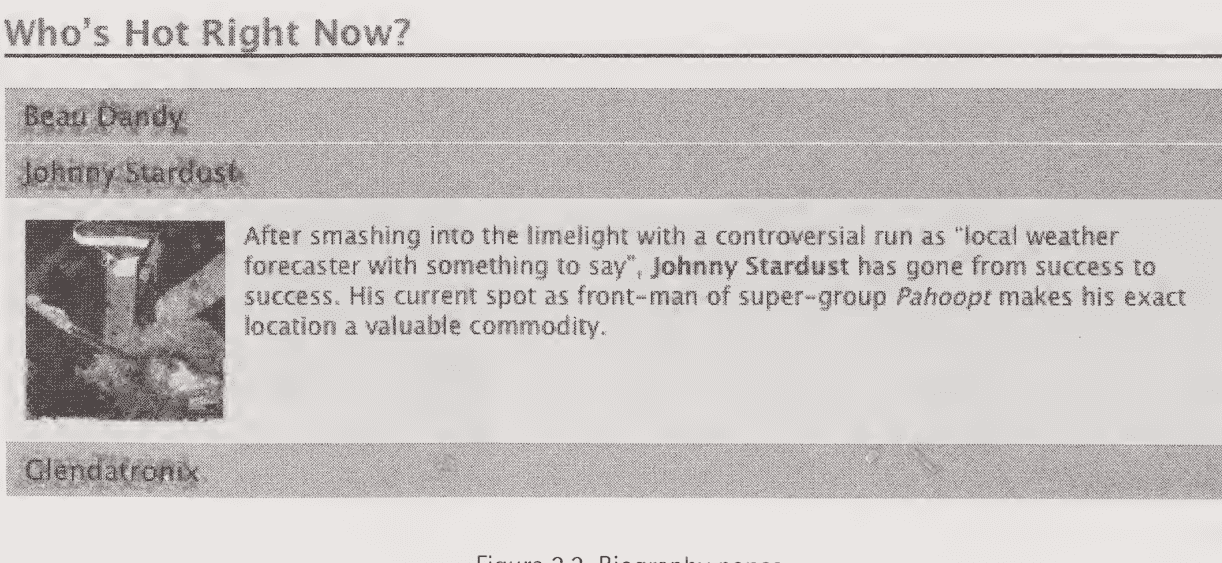 Who's Hot Right Now?
Beau Dandy
Johnny Stardust
After smashing into the limelight with a controversial run as “local weather
forecaster with something to say”, Johnny Stardust has gone from success to
success. His current spot as front-man of super-group Pahoopt makes his exact
location a valuable commodity.
Glendatronix